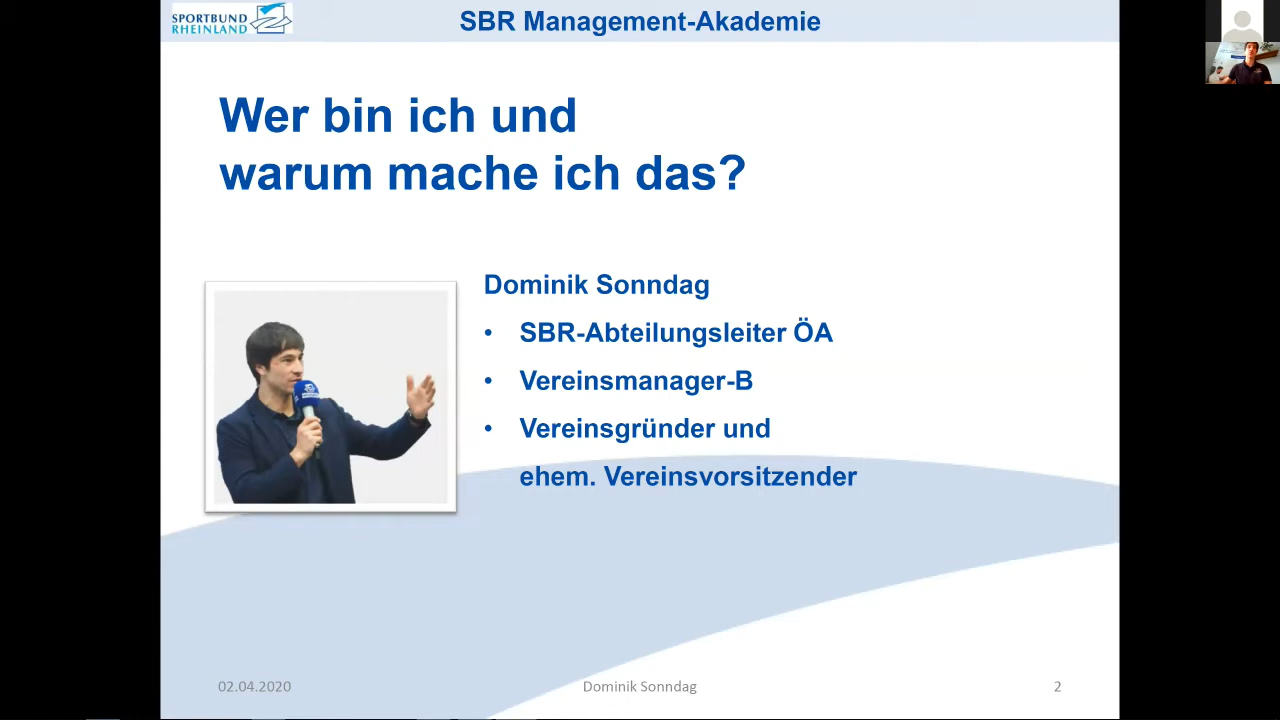 SPORTBUND
RHEINLAND
SBR Management-Akademie
Wer bin ich und
warum mache ich das?
Dominik Sonndag
• SBR-Abteilungsleiter ÖA
• Vereinsmanager-B
• Vereinsgründer und
ehem. Vereinsvorsitzender
02.04.2020
Dominik Sonndag
2